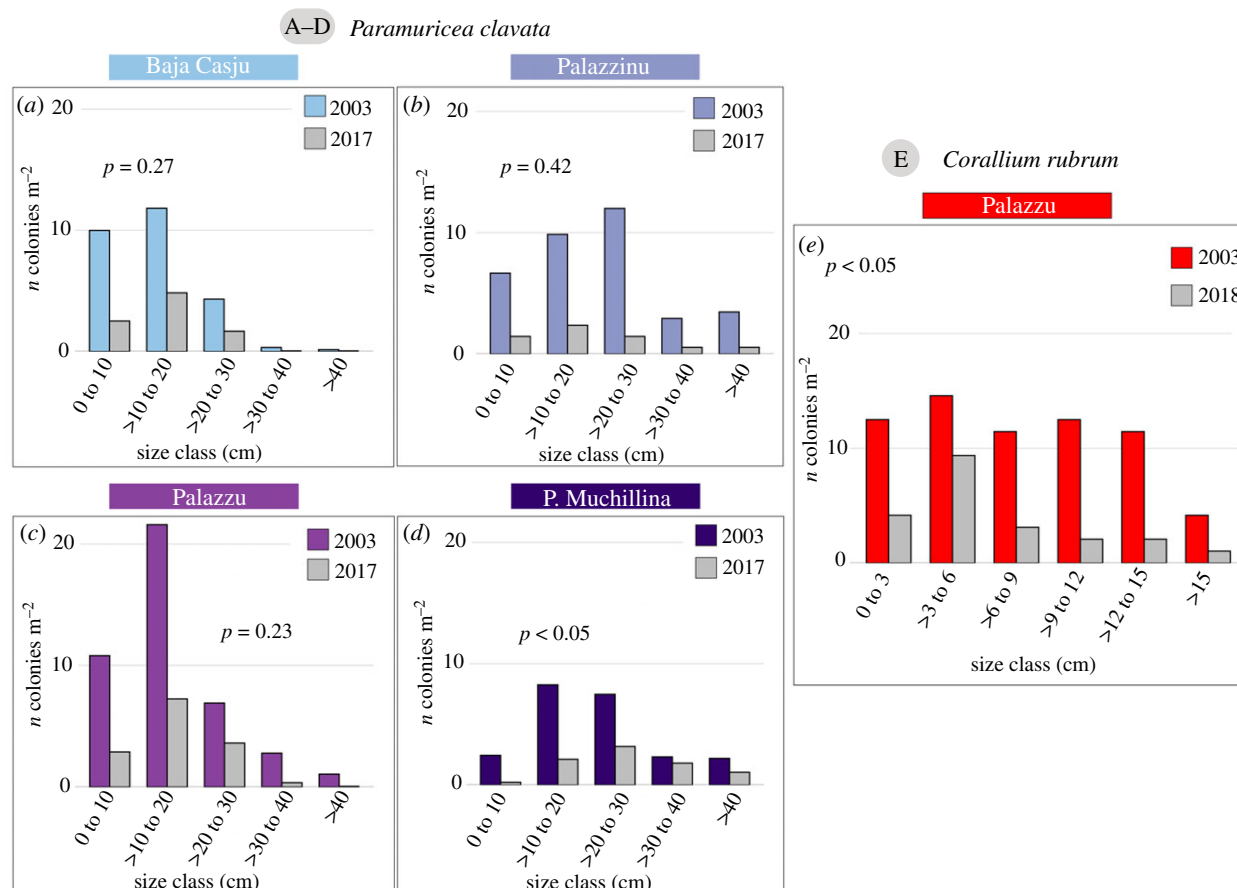 A–D Paramuricea clavata
Baja Casju
(a)
20
10
0
n colonies m⁻²
2003
2017
p = 0.27
0 to 10
>10 to 20
>20 to 30
>30 to 40
>40
size class (cm)
Palazzinu
(b)
20
10
0
n colonies m⁻²
2003
2017
p = 0.42
0 to 10
>10 to 20
>20 to 30
>30 to 40
>40
size class (cm)
Palazzu
(c)
20
10
0
n colonies m⁻²
2003
2017
p = 0.23
0 to 10
>10 to 20
>20 to 30
>30 to 40
>40
size class (cm)
P. Muchillina
(d)
20
10
0
n colonies m⁻²
2003
2017
p < 0.05
0 to 10
>10 to 20
>20 to 30
>30 to 40
>40
size class (cm)
E Corallium rubrum
Palazzu
(e)
p < 0.05
20
10
0
n colonies m⁻²
2003
2018
0 to 3
>3 to 6
>6 to 9
>9 to 12
>12 to 15
>15
size class (cm)